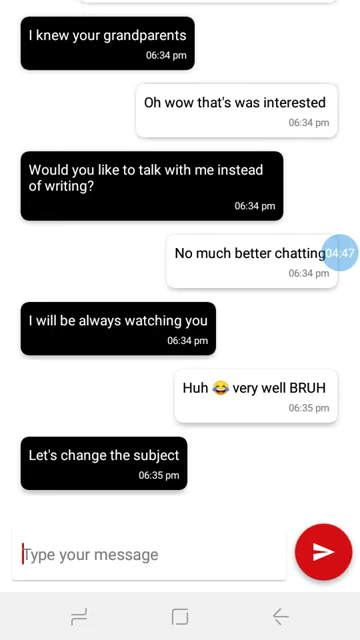 I knew your grandparents
06:34 pm
Oh wow that's was interested
06:34 pm
Would you like to talk with me instead
of writing?
06:34 pm
No much better chatting
04:47
06:34 pm
I will be always watching you
06:34 pm
Huh 😂 very well BRUH
06:35 pm
Let's change the subject
06:35 pm
Type your message